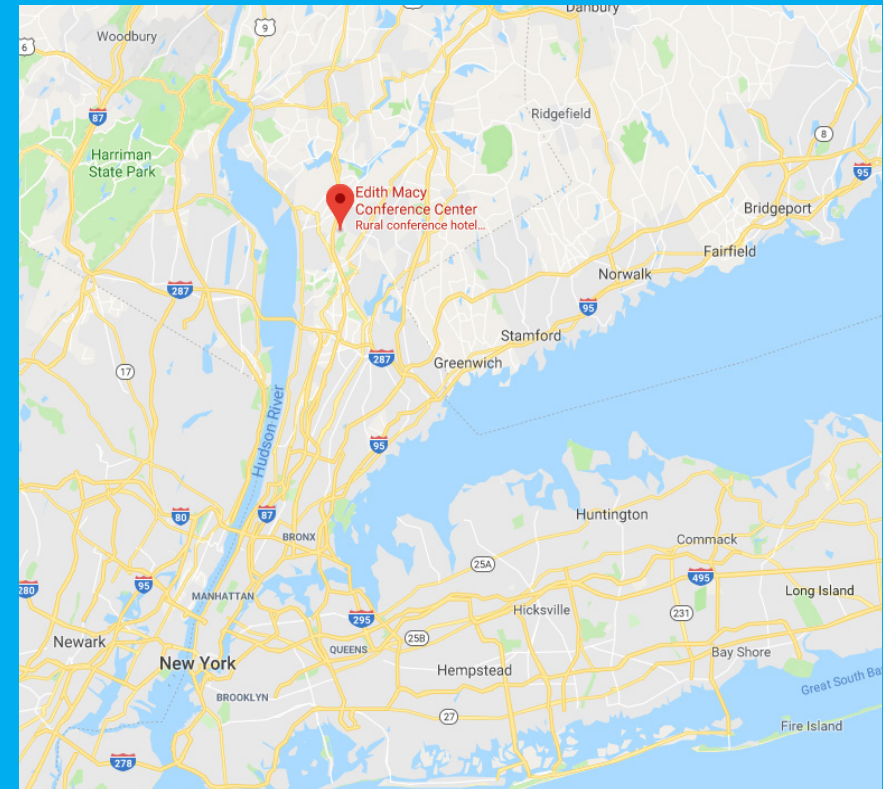 Danbury
9
Woodbury
6
Ridgefield
87
8
Harriman
State Park
95
Edith Macy
Conference Center
Rural conference hotel...
Bridgeport
Fairfield
Norwalk
287
95
Stamford
287
Greenwich
17
Hudson River
95
Huntington
80
87
BRONX
Commack
25A
495
280
95
MANHATTAN
Long Island
Hicksville
231
295
25B
Newark
QUEENS
Bay Shore
New York
Hempstead
Great South Ba
BROOKLYN
27
Fire Island
278